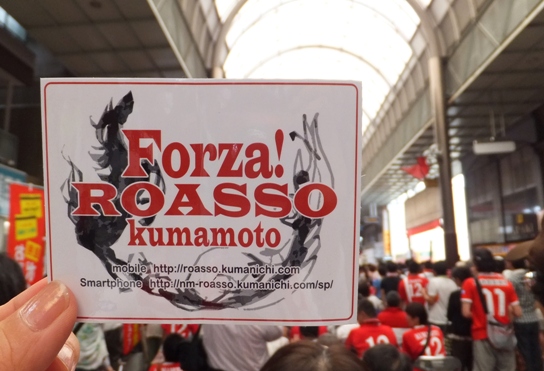 Forza!
ROASSO
kumamoto
mobile http://roasso.kumanichi.com
Smartphone http://nm-roasso.kumanichi.com/sp/